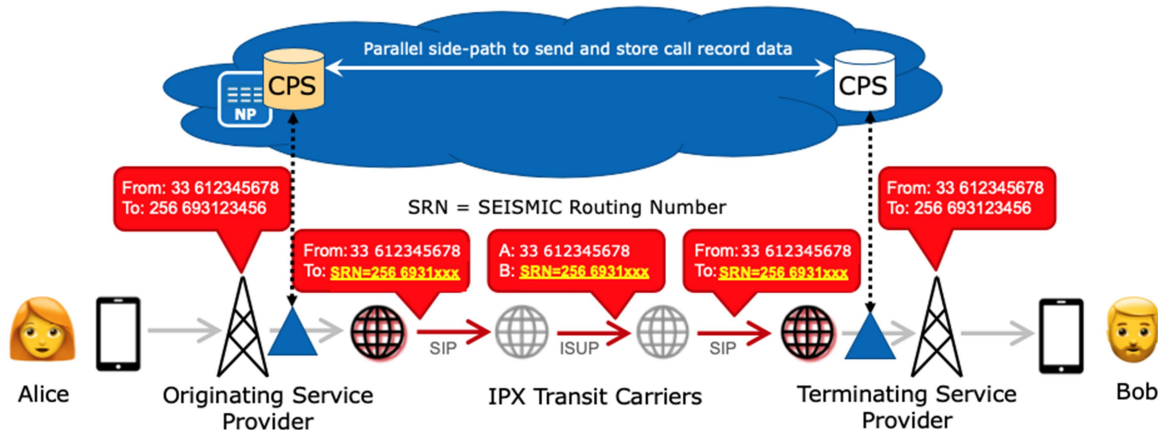 Parallel side-path to send and store call record data
CPS
CPS
NP
From: 33 612345678
To: 256 693123456
From: 33 612345678
To: 256 693123456
SRN = SEISMIC Routing Number
From: 33 612345678
To: SRN=256 6931xxx
A: 33 612345678
B: SRN=256 6931xxx
From: 33 612345678
To: SRN=256 6931xxx
SIP
ISUP
SIP
Alice
Originating Service
Provider
IPX Transit Carriers
Terminating Service
Provider
Bob